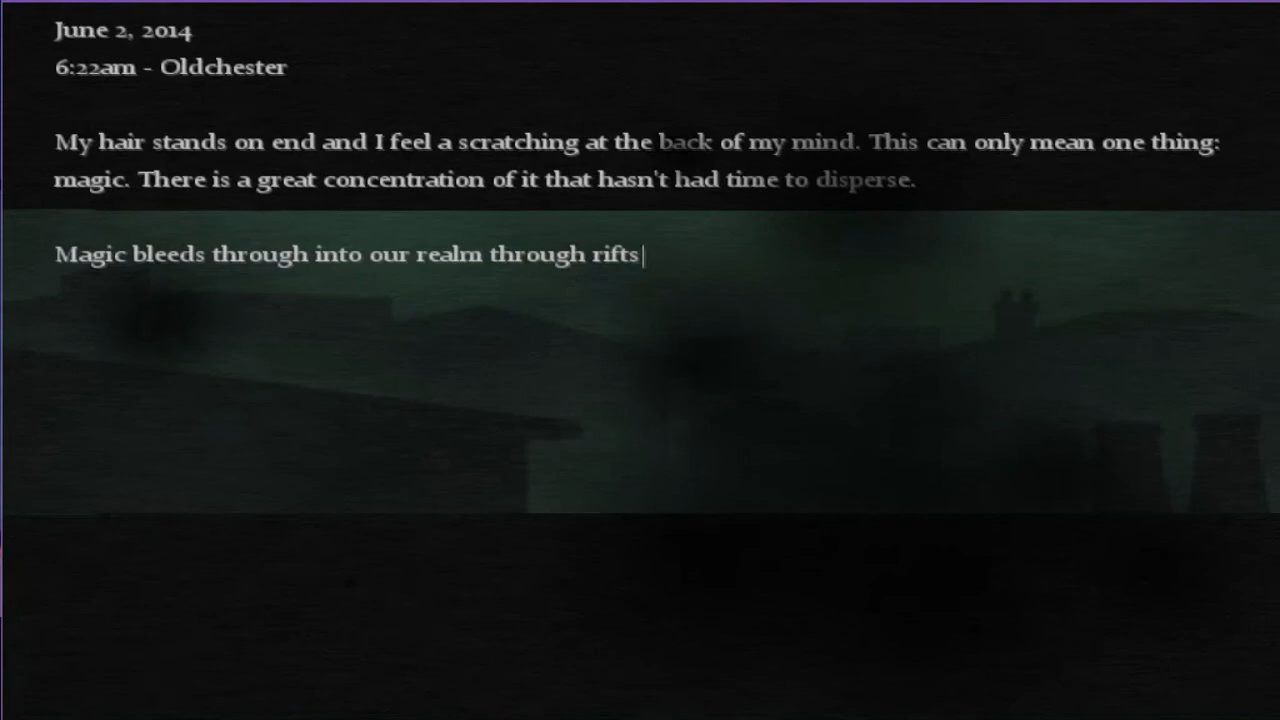 June 2, 2014
6:22am - Oldchester
My hair stands on end and I feel a scratching at the back of my mind. This can only mean one thing:
magic. There is a great concentration of it that hasn't had time to disperse.
Magic bleeds through into our realm through rifts